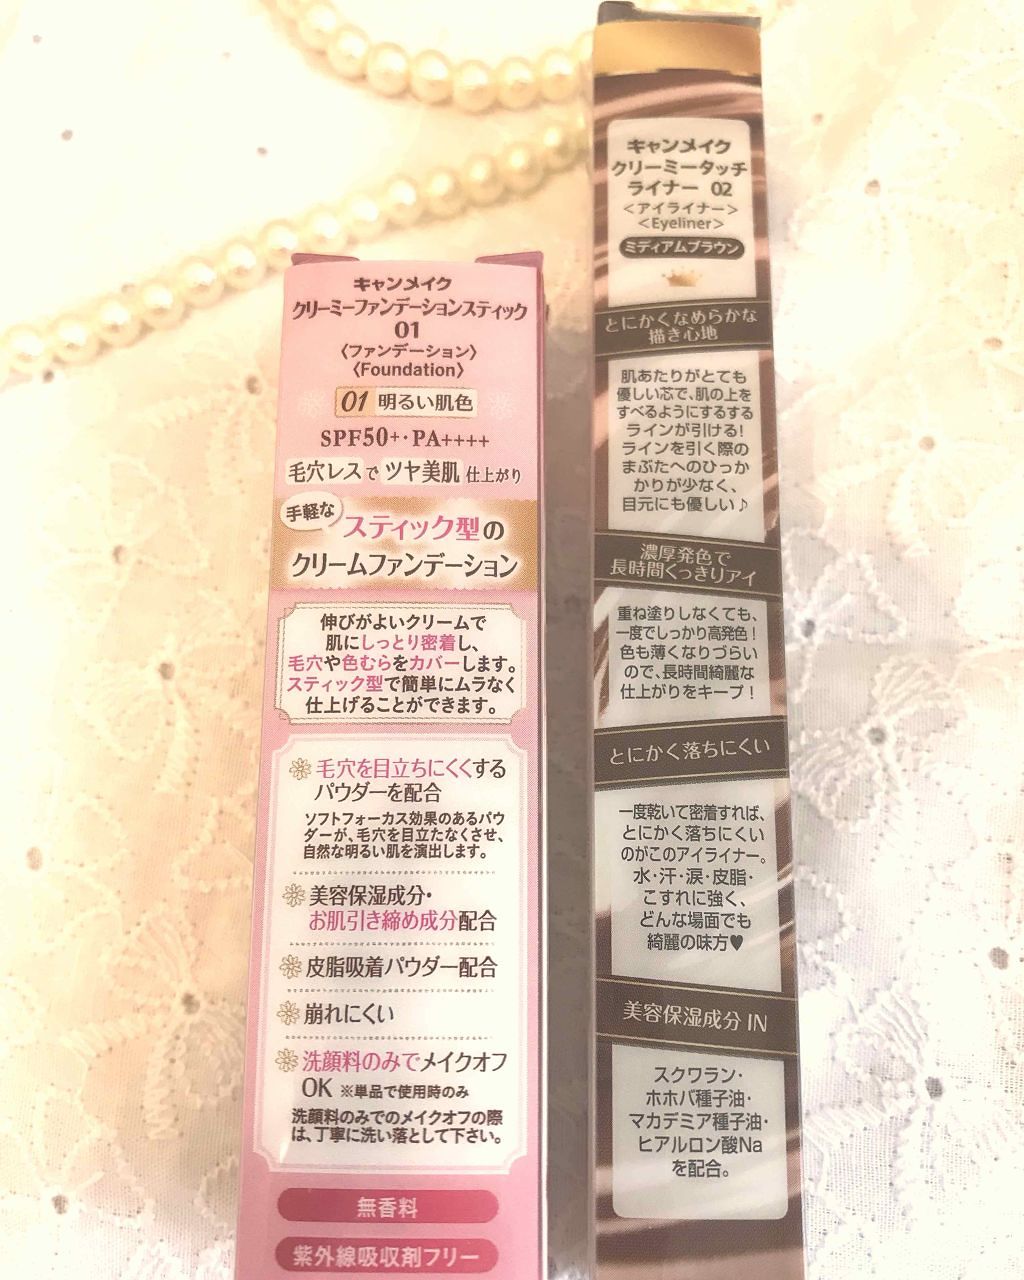 キャンメイク
クリーミーファンデーションスティック
01
〈ファンデーション〉
〈Foundation〉
01 明るい肌色
SPF50+・PA++++
毛穴レスでツヤ美肌仕上がり
手軽な
スティック型の
クリームファンデーション
伸びがよいクリームで
肌にしっとり密着し、
毛穴や色むらをカバーします。
スティック型で簡単にムラなく
仕上げることができます。
毛穴を目立ちにくくする
パウダーを配合
ソフトフォーカス効果のあるパウ
ダーが、毛穴を目立たなくさせ、
自然な明るい肌を演出します。
美容保湿成分・
お肌引き締め成分配合
皮脂吸着パウダー配合
崩れにくい
洗顔料のみでメイクオフ
OK ※単品で使用時のみ
洗顔料のみでのメイクオフの際
は、丁寧に洗い落として下さい。
無香料
紫外線吸収剤フリー
キャンメイク
クリーミータッチ
ライナー 02
＜アイライナー＞
＜Eyeliner＞
ミディアムブラウン
とにかくなめらかな
描き心地
肌あたりがとても
優しい芯で、肌の上を
すべるようにするする
ラインが引ける!
ラインを引く際の
まぶたへのひっか
かりが少なく、
目元にも優しい♪
濃厚発色で
長時間くっきりアイ
重ね塗りしなくても、
一度でしっかり高発色!
色も薄くなりづらい
ので、長時間綺麗な
仕上がりをキープ!
とにかく落ちにくい
一度乾いて密着すれば、
とにかく落ちにくい
のがこのアイライナー。
水・汗・涙・皮脂・
こすれに強く、
どんな場面でも
綺麗の味方♥
美容保湿成分 IN
スクワラン・
ホホバ種子油・
マカデミア種子油・
ヒアルロン酸Na
を配合。